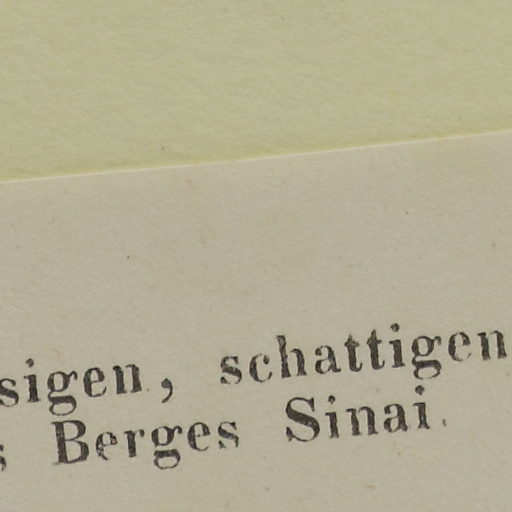 sigen, schattigen
s Berges Sinai.